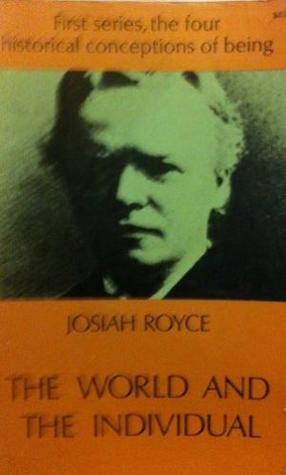 First series, the four
historical conceptions of being
JOSIAH ROYCE
THE WORLD AND
THE INDIVIDUAL